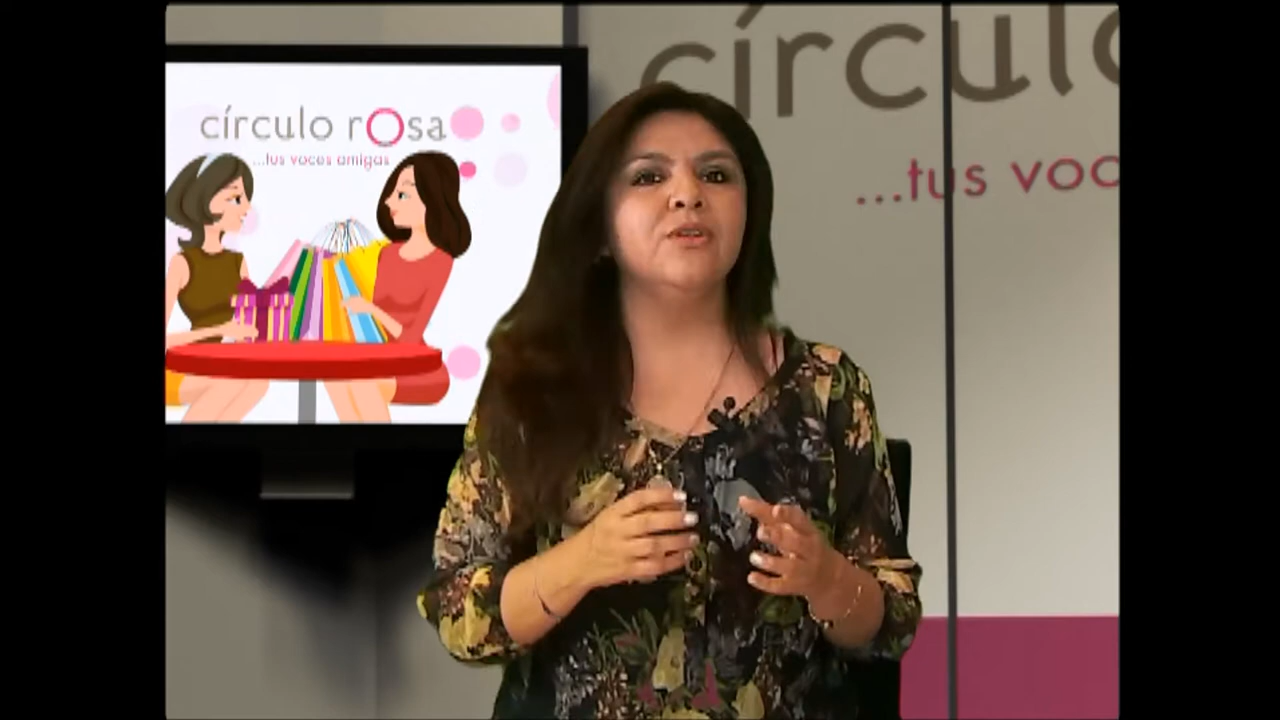 círculo rosa
...tus voces amigas
círculo
...tus voc